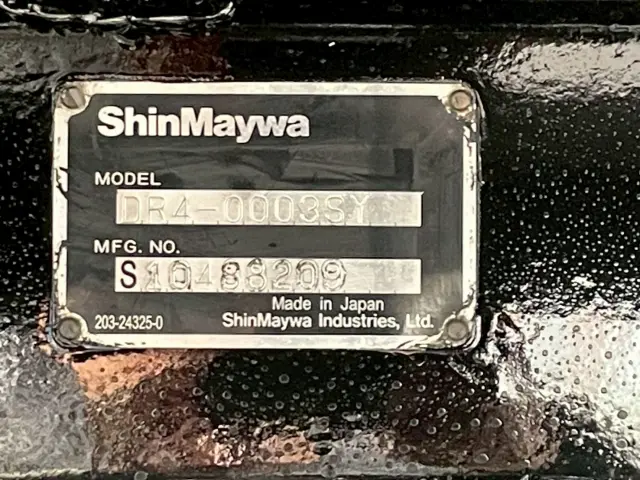 ShinMaywa
MODEL
DR4-0003SY
MFG. NO.
S10488209
Made in Japan
203-24325-0
ShinMaywa Industries, Ltd.